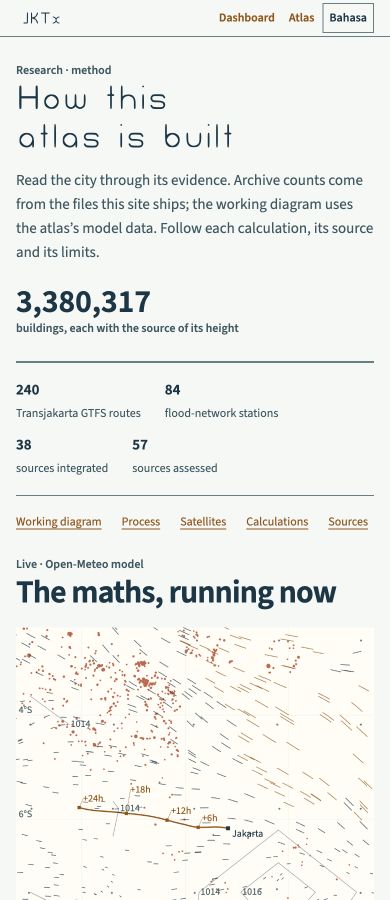 JKTx
Dashboard Atlas Bahasa
Research · method
How this
atlas is built
Read the city through its evidence. Archive counts come
from the files this site ships; the working diagram uses
the atlas’s model data. Follow each calculation, its source
and its limits.
3,380,317
buildings, each with the source of its height
240 84
Transjakarta GTFS routes flood-network stations
38 57
sources integrated sources assessed
Working diagram Process Satellites Calculations Sources
Live · Open-Meteo model
The maths, running now
4°S
1014
+18h
+24h
1014
+12h
6°S
+6h
Jakarta
1014 1016